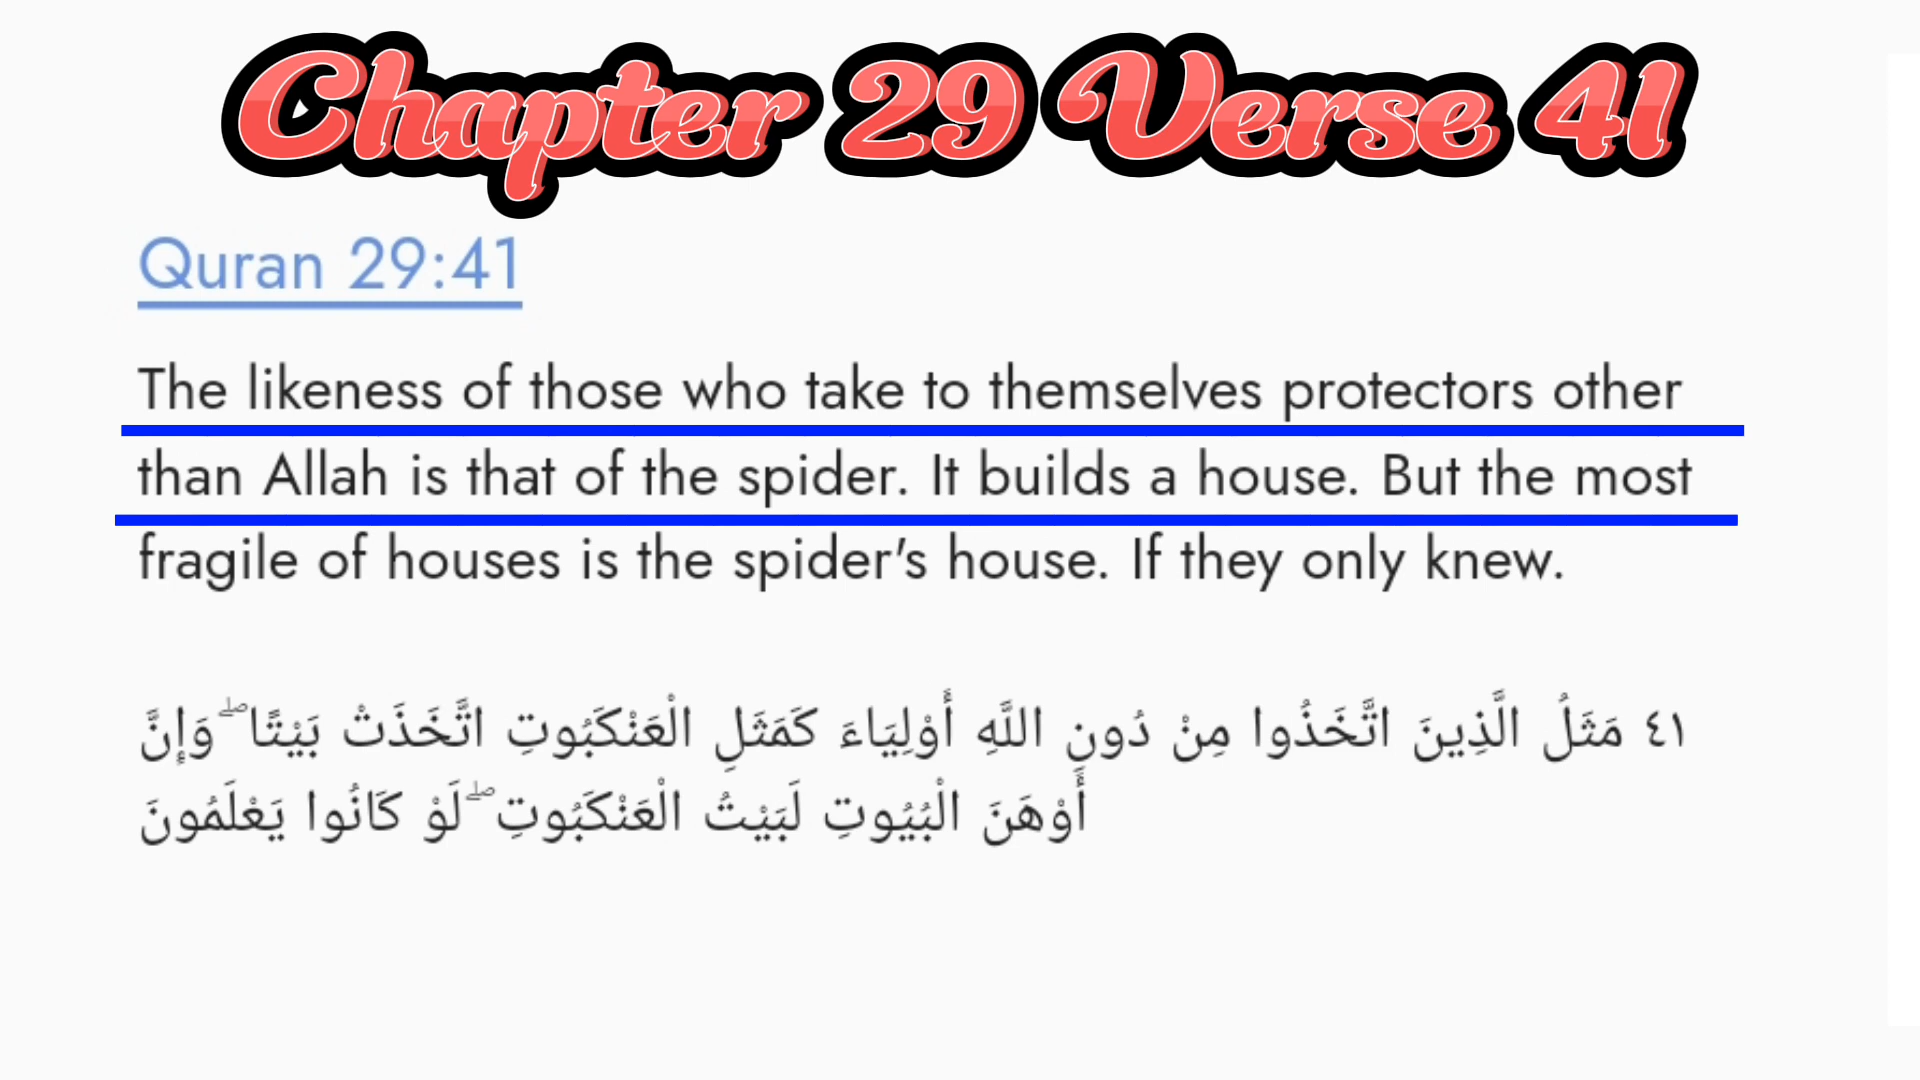 Chapter 29 Verse 41
Quran 29:41
The likeness of those who take to themselves protectors other
than Allah is that of the spider. It builds a house. But the most
fragile of houses is the spider's house. If they only knew.
٤١ مَثَلُ الَّذِينَ اتَّخَذُوا مِنْ دُونِ اللَّهِ أَوْلِيَاءَ كَمَثَلِ الْعَنْكَبُوتِ اتَّخَذَتْ بَيْتًا ۖ وَإِنَّ
أَوْهَنَ الْبُيُوتِ لَبَيْتُ الْعَنْكَبُوتِ ۖ لَوْ كَانُوا يَعْلَمُونَ